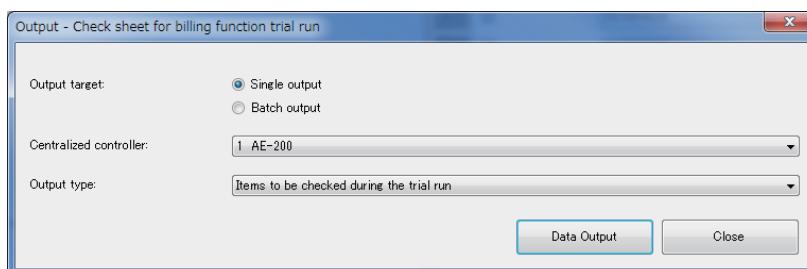 Output - Check sheet for billing function trial run
x
Output target:
Single output
Batch output
Centralized controller:
1 AE-200
Output type:
Items to be checked during the trial run
Data Output
Close